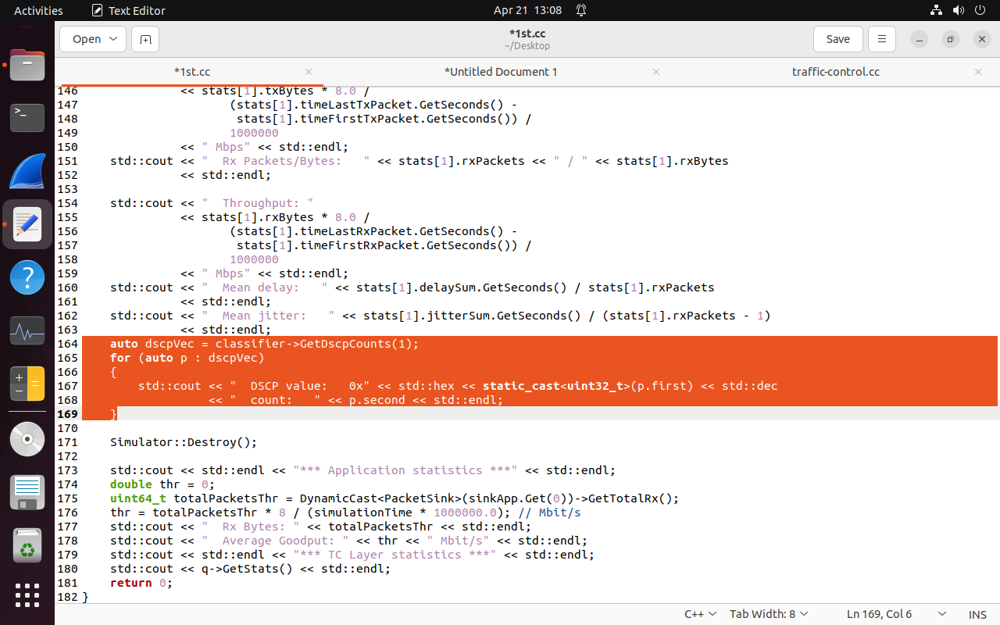 Activities
Text Editor
Apr 21  13:08
Open
*1st.cc
~/Desktop
Save
*1st.cc
*Untitled Document 1
traffic-control.cc
146               << stats[1].txBytes * 8.0 /
147                      (stats[1].timeLastTxPacket.GetSeconds() -
148                       stats[1].timeFirstTxPacket.GetSeconds()) /
149                      1000000
150               << " Mbps" << std::endl;
151     std::cout << "  Rx Packets/Bytes:   " << stats[1].rxPackets << " / " << stats[1].rxBytes
152               << std::endl;
153
154     std::cout << "  Throughput: "
155               << stats[1].rxBytes * 8.0 /
156                      (stats[1].timeLastRxPacket.GetSeconds() -
157                       stats[1].timeFirstRxPacket.GetSeconds()) /
158                      1000000
159               << " Mbps" << std::endl;
160     std::cout << "  Mean delay:   " << stats[1].delaySum.GetSeconds() / stats[1].rxPackets
161               << std::endl;
162     std::cout << "  Mean jitter:   " << stats[1].jitterSum.GetSeconds() / (stats[1].rxPackets - 1)
163               << std::endl;
164     auto dscpVec = classifier->GetDscpCounts(1);
165     for (auto p : dscpVec)
166     {
167         std::cout << "  DSCP value:   0x" << std::hex << static_cast<uint32_t>(p.first) << std::dec
168                   << "  count:   " << p.second << std::endl;
169     }
170
171     Simulator::Destroy();
172
173     std::cout << std::endl << "*** Application statistics ***" << std::endl;
174     double thr = 0;
175     uint64_t totalPacketsThr = DynamicCast<PacketSink>(sinkApp.Get(0))->GetTotalRx();
176     thr = totalPacketsThr * 8 / (simulationTime * 1000000.0); // Mbit/s
177     std::cout << "  Rx Bytes: " << totalPacketsThr << std::endl;
178     std::cout << "  Average Goodput: " << thr << " Mbit/s" << std::endl;
179     std::cout << std::endl << "*** TC Layer statistics ***" << std::endl;
180     std::cout << q->GetStats() << std::endl;
181     return 0;
182 }
C++
Tab Width: 8
Ln 169, Col 6
INS